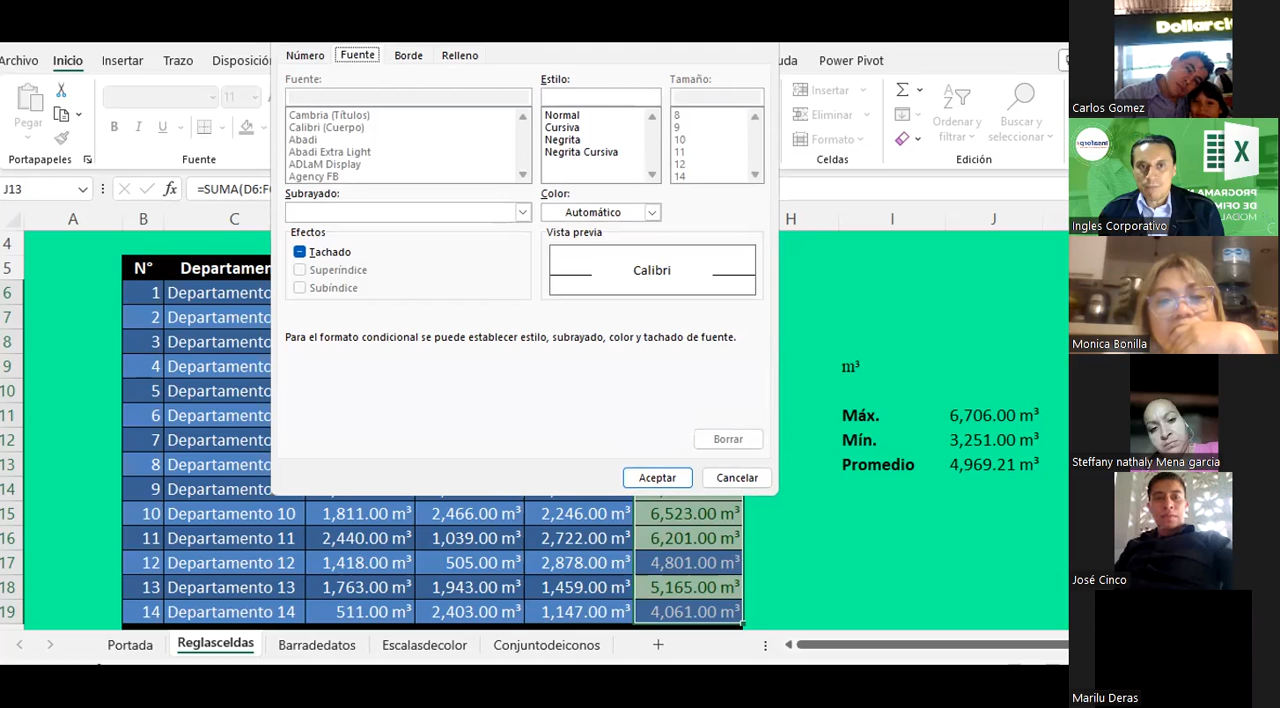 Archivo Inicio Insertar Trazo Disposició
Número Fuente Borde Relleno
uda Power Pivot
Pegar
Portapapeles
11
Fuente
Insertar
Eliminar
Formato
Celdas
Ordenar y
filtrar
Buscar y
seleccionar
Edición
J13
=SUMA(D6:F
Fuente:
Cambria (Títulos)
Calibri (Cuerpo)
Abadi
Abadi Extra Light
ADLaM Display
Agency FB
Estilo:
Normal
Cursiva
Negrita
Negrita Cursiva
Tamaño:
8
9
10
11
12
14
Subrayado:
Color:
Automático
Efectos
Tachado
Superíndice
Subíndice
Vista previa
Calibri
Para el formato condicional se puede establecer estilo, subrayado, color y tachado de fuente.
Borrar
Aceptar Cancelar
A B C H I J
4
5 N° Departamen
6 1 Departamento
7 2 Departamento
8 3 Departamento
9 4 Departamento
10 5 Departamento
11 6 Departamento
12 7 Departamento
13 8 Departamento
14 9 Departamento
15 10 Departamento 10 1,811.00 m³ 2,466.00 m³ 2,246.00 m³ 6,523.00 m³
16 11 Departamento 11 2,440.00 m³ 1,039.00 m³ 2,722.00 m³ 6,201.00 m³
17 12 Departamento 12 1,418.00 m³ 505.00 m³ 2,878.00 m³ 4,801.00 m³
18 13 Departamento 13 1,763.00 m³ 1,943.00 m³ 1,459.00 m³ 5,165.00 m³
19 14 Departamento 14 511.00 m³ 2,403.00 m³ 1,147.00 m³ 4,061.00 m³
m³
Máx. 6,706.00 m³
Mín. 3,251.00 m³
Promedio 4,969.21 m³
Portada Reglasceldas Barradedatos Escalasdecolor Conjuntodeiconos
Dollarci
Carlos Gomez
PROGRAMA N
DE OFIM
MODAL
Ingles Corporativo
Monica Bonilla
Steffany nathaly Mena garcia
José Cinco
Marilu Deras